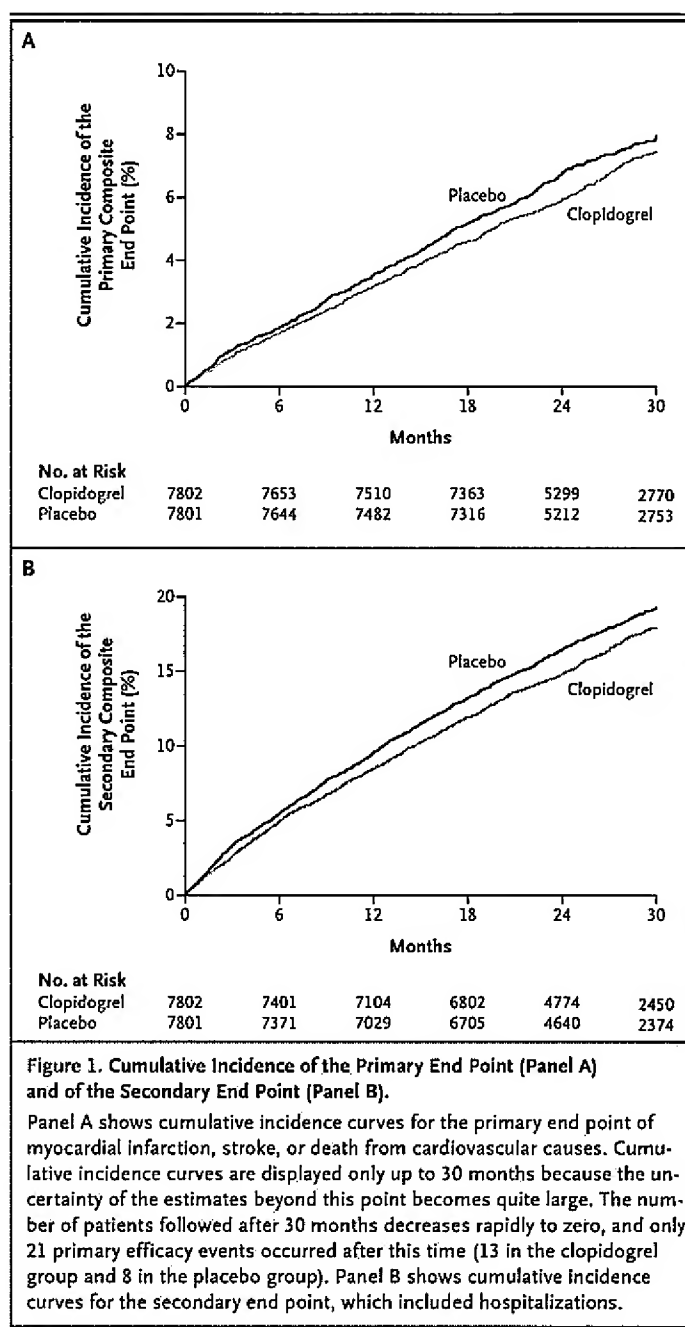 A
Cumulative Incidence of the
Primary Composite
End Point (%)
10
8
6
4
2
0
Placebo
Clopidogrel
0 6 12 18 24 30
Months
No. at Risk
Clopidogrel 7802 7653 7510 7363 5299 2770
Placebo 7801 7644 7482 7316 5212 2753
B
Cumulative Incidence of the
Secondary Composite
End Point (%)
20
15
10
5
0
Placebo
Clopidogrel
0 6 12 18 24 30
Months
No. at Risk
Clopidogrel 7802 7401 7104 6802 4774 2450
Placebo 7801 7371 7029 6705 4640 2374
Figure 1. Cumulative Incidence of the Primary End Point (Panel A)
and of the Secondary End Point (Panel B).
Panel A shows cumulative incidence curves for the primary end point of
myocardial infarction, stroke, or death from cardiovascular causes. Cumu-
lative incidence curves are displayed only up to 30 months because the un-
certainty of the estimates beyond this point becomes quite large. The num-
ber of patients followed after 30 months decreases rapidly to zero, and only
21 primary efficacy events occurred after this time (13 in the clopidogrel
group and 8 in the placebo group). Panel B shows cumulative incidence
curves for the secondary end point, which included hospitalizations.